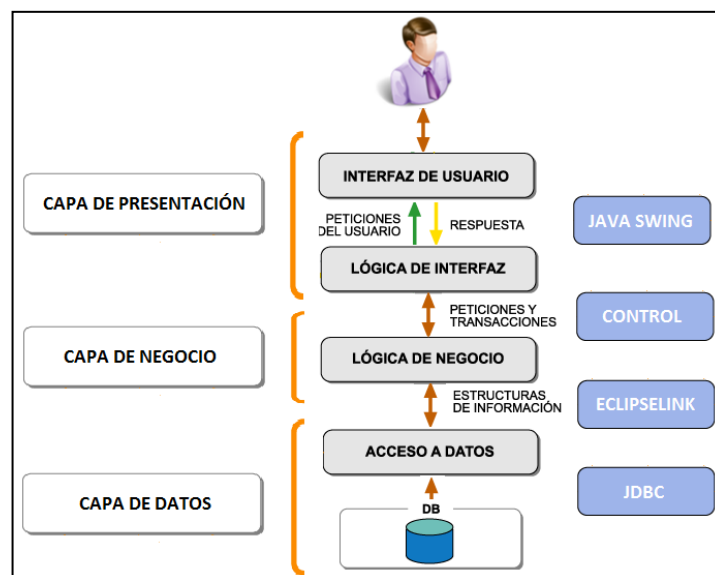 INTERFAZ DE USUARIO
CAPA DE PRESENTACIÓN
PETICIONES
DEL USUARIO
RESPUESTA
JAVA SWING
LÓGICA DE INTERFAZ
PETICIONES Y
TRANSACCIONES
CONTROL
CAPA DE NEGOCIO
LÓGICA DE NEGOCIO
ESTRUCTURAS
DE INFORMACIÓN
ECLIPSELINK
ACCESO A DATOS
CAPA DE DATOS
JDBC
DB